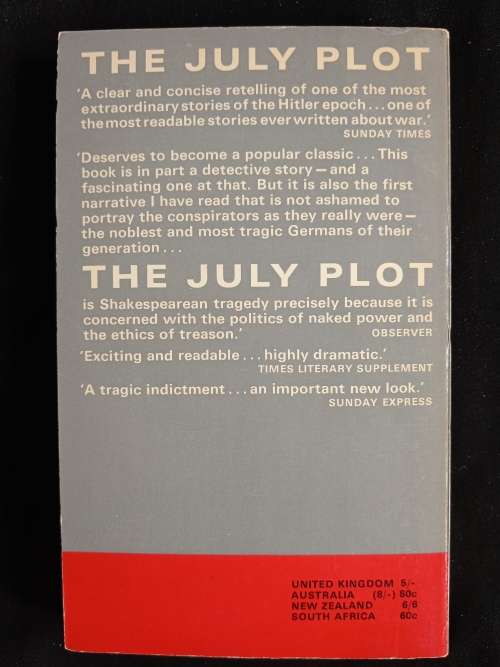 THE JULY PLOT
'A clear and concise retelling of one of the most
extraordinary stories of the Hitler epoch...one of
the most readable stories ever written about war.'
SUNDAY TIMES
'Deserves to become a popular classic...This
book is in part a detective story — and a
fascinating one at that. But it is also the first
narrative I have read that is not ashamed to
portray the conspirators as they really were —
the noblest and most tragic Germans of their
generation...
THE JULY PLOT
is Shakespearean tragedy precisely because it is
concerned with the politics of naked power and
the ethics of treason.' OBSERVER
'Exciting and readable...highly dramatic.'
TIMES LITERARY SUPPLEMENT
'A tragic indictment...an important new look.'
SUNDAY EXPRESS
UNITED KINGDOM 5/-
AUSTRALIA (8/-) 80c
NEW ZEALAND 6/6
SOUTH AFRICA 60c